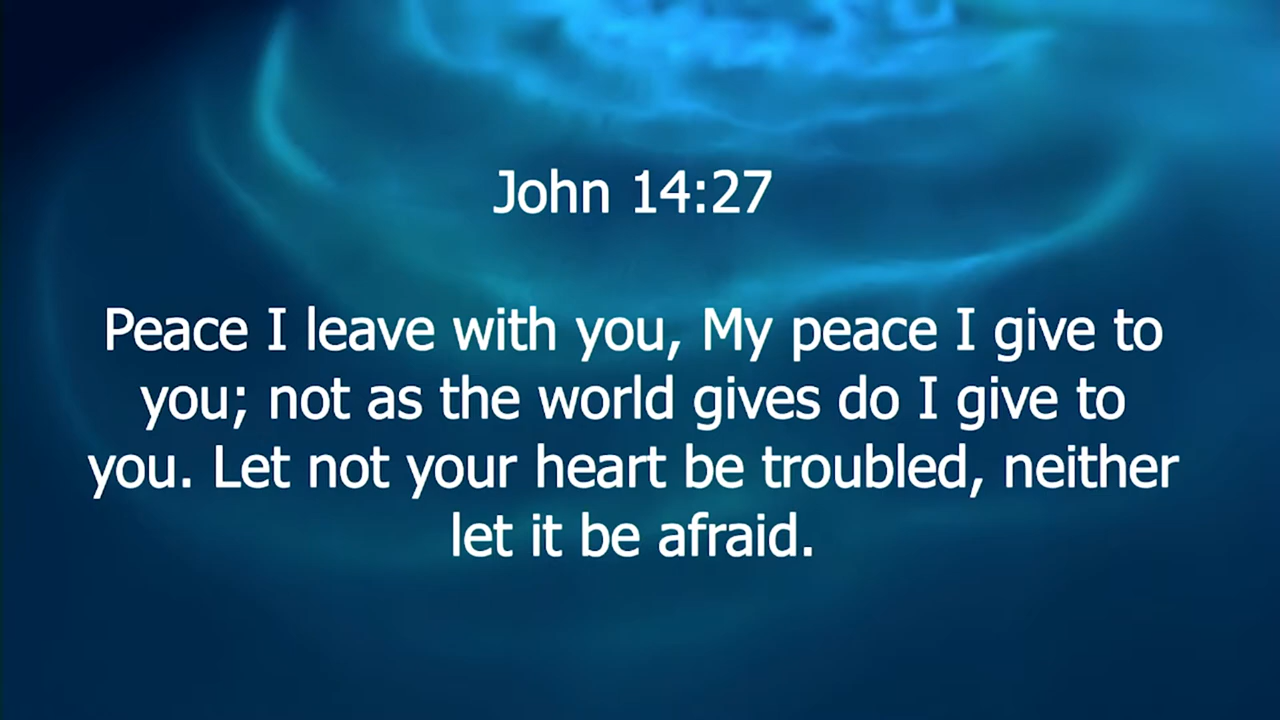 John 14:27
Peace I leave with you, My peace I give to
you; not as the world gives do I give to
you. Let not your heart be troubled, neither
let it be afraid.